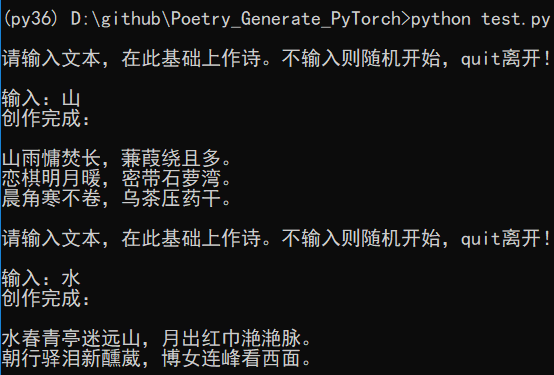 (py36) D:\github\Poetry_Generate_PyTorch>python test.py
请输入文本，在此基础上作诗。不输入则随机开始，quit离开！
输入：山
创作完成：
山雨慵焚长，蒹葭绕且多。
恋棋明月暖，密带石萝湾。
晨角寒不卷，乌茶压药干。
请输入文本，在此基础上作诗。不输入则随机开始，quit离开！
输入：水
创作完成：
水春青亭迷远山，月出红巾滟滟脉。
朝行驿泪新醺葳，博女连峰看西面。